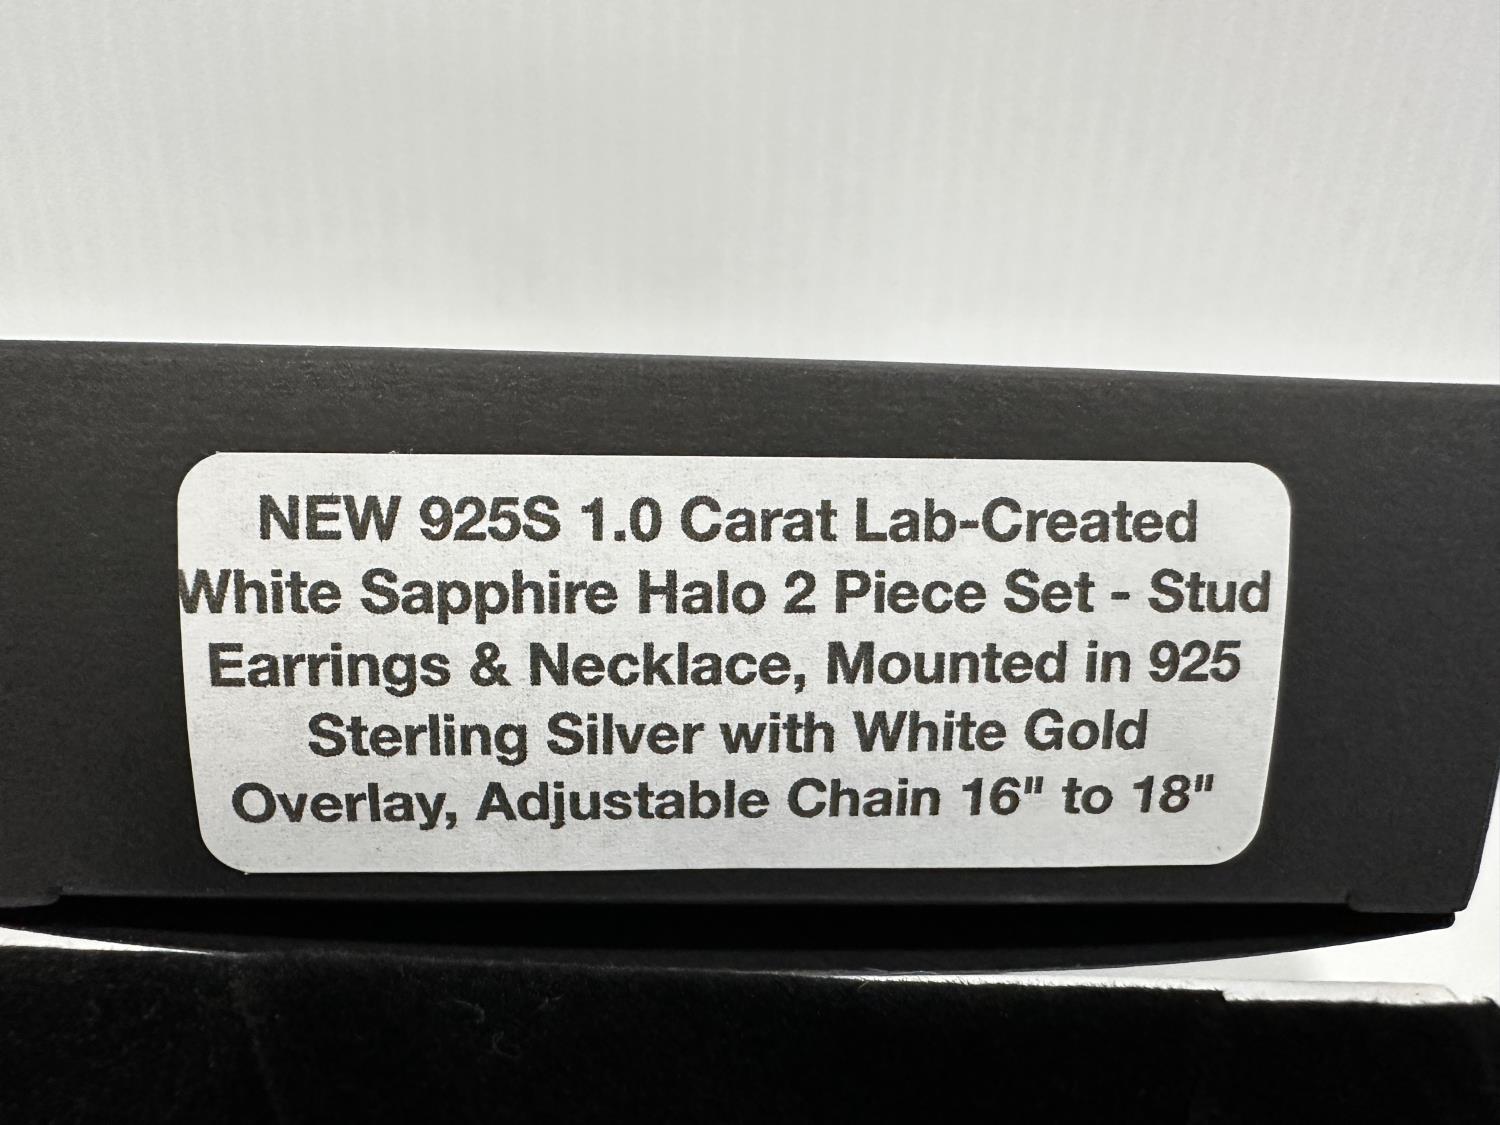 NEW 925S 1.0 Carat Lab-Created
White Sapphire Halo 2 Piece Set - Stud
Earrings & Necklace, Mounted in 925
Sterling Silver with White Gold
Overlay, Adjustable Chain 16" to 18"